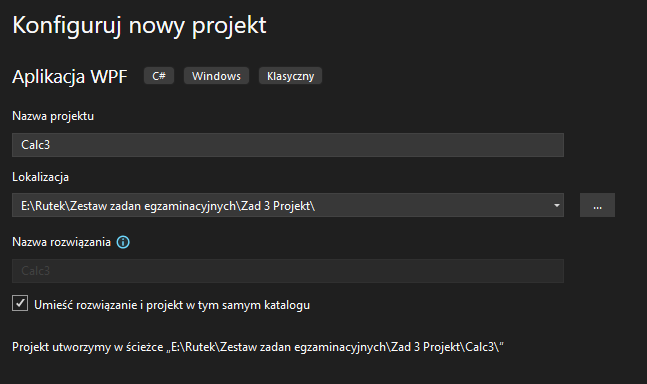 Konfiguruj nowy projekt
Aplikacja WPF C# Windows Klasyczny
Nazwa projektu
Calc3
Lokalizacja
E:\Rutek\Zestaw zadan egzaminacyjnych\Zad 3 Projekt\
...
Nazwa rozwiązania
Calc3
Umieść rozwiązanie i projekt w tym samym katalogu
Projekt utworzymy w ścieżce „E:\Rutek\Zestaw zadan egzaminacyjnych\Zad 3 Projekt\Calc3\”